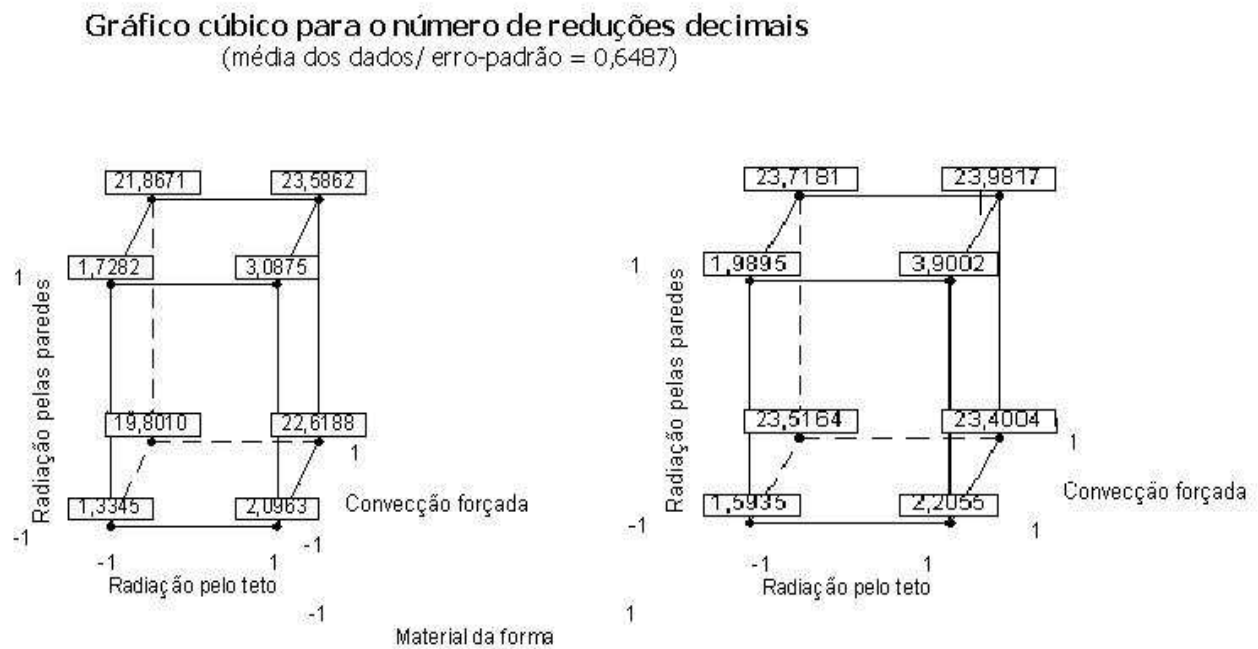 Gráfico cúbico para o número de reduções decimais
(média dos dados/ erro-padrão = 0,6487)
21,8671 23,5862 23,7181 23,9817
1,7282 3,0875 1,9895 3,9002
1 1
Radiação pelas paredes Radiação pelas paredes
19,8010 22,6188 23,5164 23,4004
1 1
Convecção forçada Convecção forçada
1,3345 2,0963 1,5935 2,2055
-1 -1 -1 1
-1 1 -1 1
Radiação pelo teto Radiação pelo teto
-1 1
Material da forma